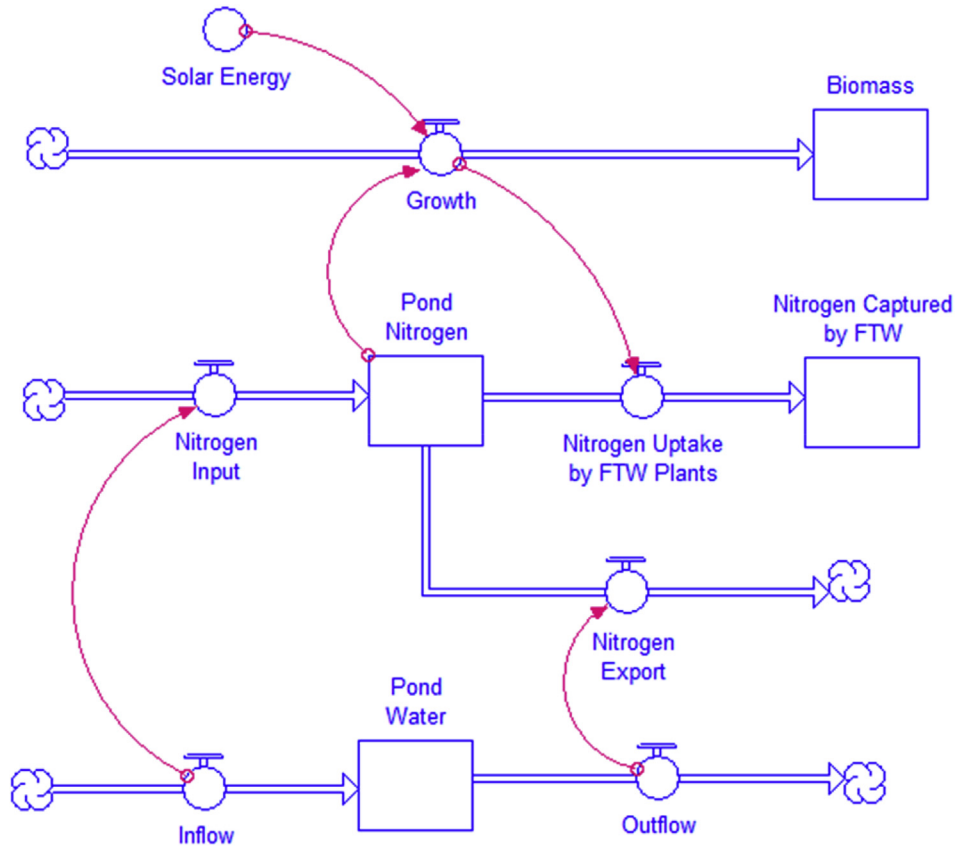 Solar Energy
Biomass
Growth
Pond
Nitrogen
Nitrogen Captured
by FTW
Nitrogen
Input
Nitrogen Uptake
by FTW Plants
Nitrogen
Export
Pond
Water
Inflow
Outflow